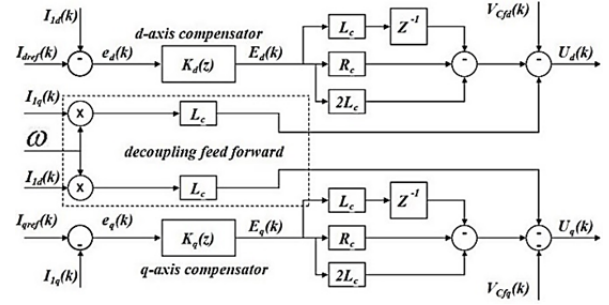 I1d(k)
d-axis compensator
Lc
Z-1
VCfd(k)
Idref(k)
-
ed(k)
Kd(z)
Ed(k)
Rc
-
-
Ud(k)
2Lc
I1q(k)
x
Lc
ω
decoupling feed forward
I1d(k)
x
Lc
Iqref(k)
-
eq(k)
Kq(z)
Eq(k)
Lc
Z-1
Rc
-
-
-
Uq(k)
2Lc
I1q(k)
q-axis compensator
VCfq(k)